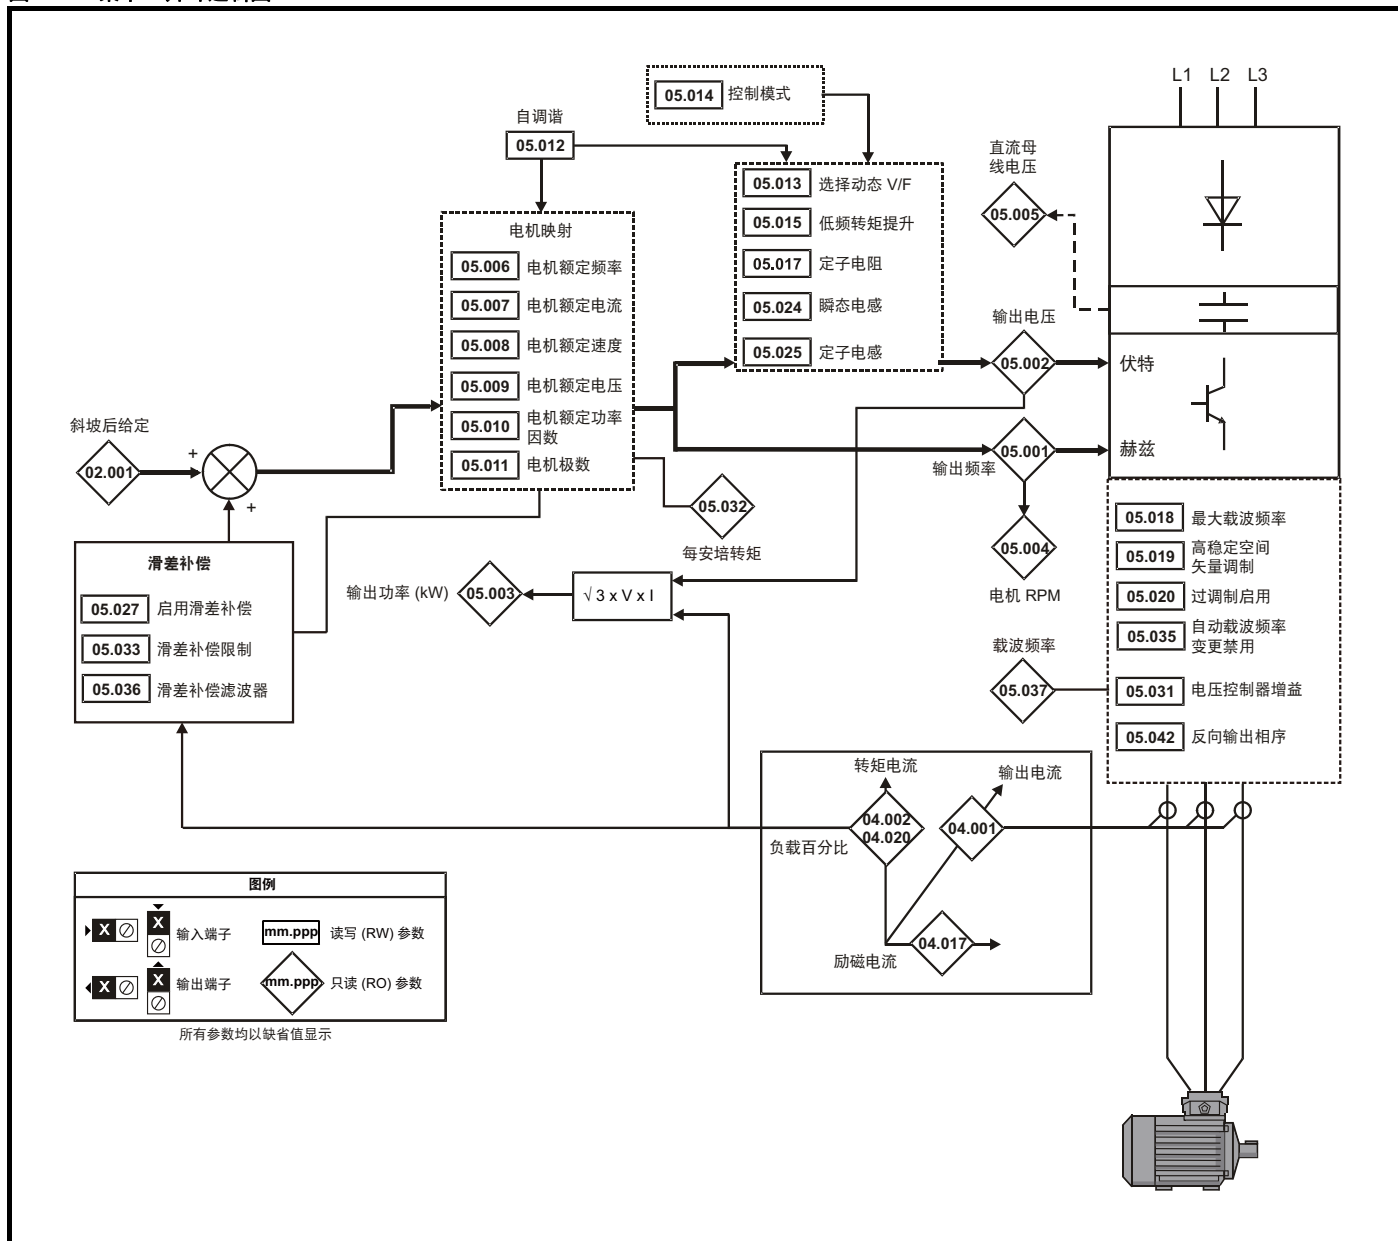 L1 L2 L3
05.014 控制模式
自调谐
05.012
直流母
线电压
05.005
05.013 选择动态 V/F
05.015 低频转矩提升
05.017 定子电阻
05.024 瞬态电感
05.025 定子电感
电机映射
05.006 电机额定频率
05.007 电机额定电流
05.008 电机额定速度
05.009 电机额定电压
05.010 电机额定功率
因数
05.011 电机极数
输出电压
05.002
伏特
斜坡后给定
02.001
+
+
05.001
输出频率
赫兹
05.032
每安培转矩
05.004
电机 RPM
滑差补偿
05.027 启用滑差补偿
05.033 滑差补偿限制
05.036 滑差补偿滤波器
输出功率 (kW)
05.003
√ 3 x V x I
05.018 最大载波频率
05.019 高稳定空间
矢量调制
05.020 过调制启用
05.035 自动载波频率
变更禁用
05.031 电压控制器增益
05.042 反向输出相序
载波频率
05.037
转矩电流
04.002
04.020
负载百分比
输出电流
04.001
04.017
励磁电流
图例
X X 输入端子
mm.ppp 读写 (RW) 参数
X X 输出端子
mm.ppp 只读 (RO) 参数
所有参数均以缺省值显示